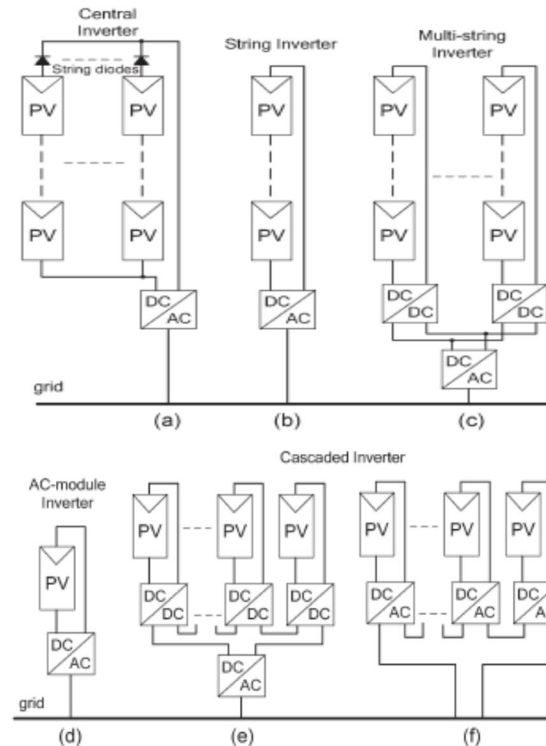 Central
Inverter
String diodes
PV PV
PV PV
DC
AC
String Inverter
PV
PV
DC
AC
Multi-string
Inverter
PV PV
PV PV
DC DC
DC DC
DC
AC
grid
(a) (b) (c)
Cascaded Inverter
AC-module
Inverter
PV
DC
AC
PV PV PV
DC DC DC
DC DC DC
DC
AC
PV PV PV
DC DC DC
AC AC A
grid
(d) (e) (f)